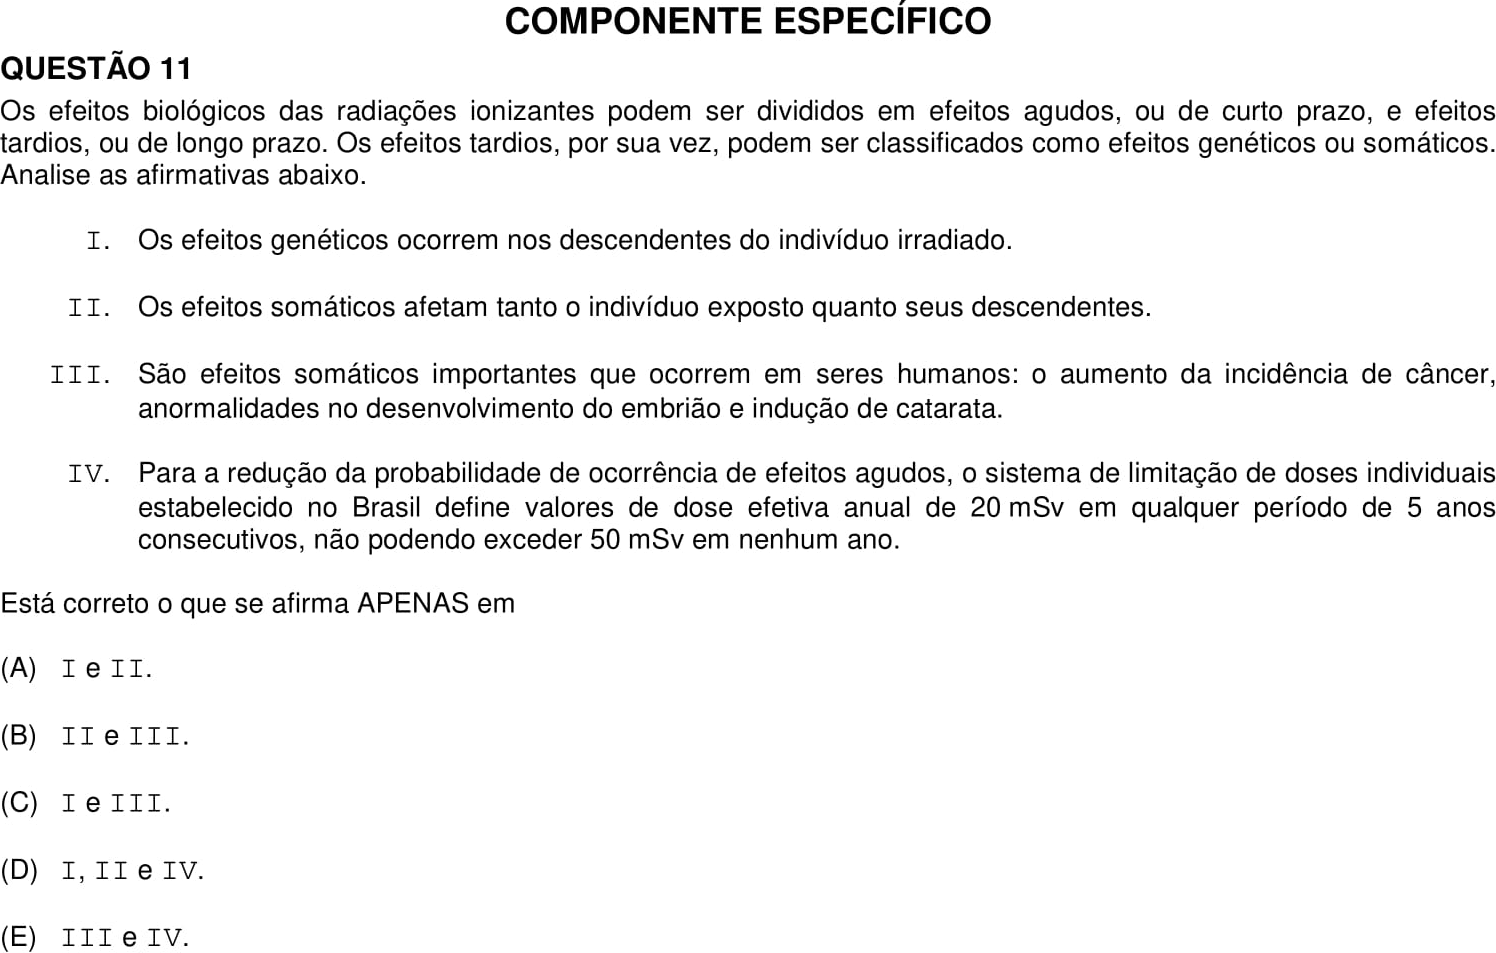 COMPONENTE ESPECÍFICO
QUESTÃO 11
Os efeitos biológicos das radiações ionizantes podem ser divididos em efeitos agudos, ou de curto prazo, e efeitos
tardios, ou de longo prazo. Os efeitos tardios, por sua vez, podem ser classificados como efeitos genéticos ou somáticos.
Analise as afirmativas abaixo.
I. Os efeitos genéticos ocorrem nos descendentes do indivíduo irradiado.
II. Os efeitos somáticos afetam tanto o indivíduo exposto quanto seus descendentes.
III. São efeitos somáticos importantes que ocorrem em seres humanos: o aumento da incidência de câncer,
anormalidades no desenvolvimento do embrião e indução de catarata.
IV. Para a redução da probabilidade de ocorrência de efeitos agudos, o sistema de limitação de doses individuais
estabelecido no Brasil define valores de dose efetiva anual de 20 mSv em qualquer período de 5 anos
consecutivos, não podendo exceder 50 mSv em nenhum ano.
Está correto o que se afirma APENAS em
(A) I e II.
(B) II e III.
(C) I e III.
(D) I, II e IV.
(E) III e IV.